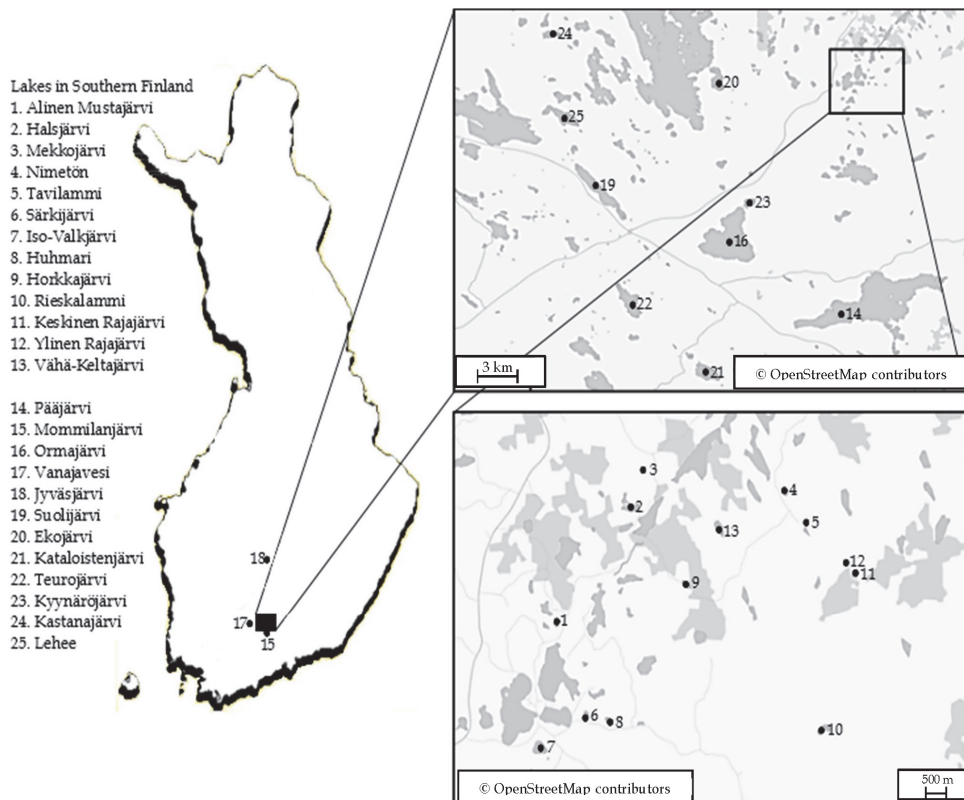 Lakes in Southern Finland
1. Alinen Mustajärvi
2. Halsjärvi
3. Mekkojärvi
4. Nimetön
5. Tavilammi
6. Särkijärvi
7. Iso-Valkjärvi
8. Huhmari
9. Horkkajärvi
10. Rieskalammi
11. Keskinen Rajajärvi
12. Ylinen Rajajärvi
13. Vähä-Keltajärvi
14. Pääjärvi
15. Mommilanjärvi
16. Ormajärvi
17. Vanajavesi
18. Jyväsjärvi
19. Suolijärvi
20. Ekojärvi
21. Kataloistenjärvi
22. Teurojärvi
23. Kyynäröjärvi
24. Kastanajärvi
25. Lehee
18
17
15
24
20
25
19
23
16
22
14
21
3 km
© OpenStreetMap contributors
3
4
2
5
13
12
11
9
1
6
8
10
7
© OpenStreetMap contributors
500 m